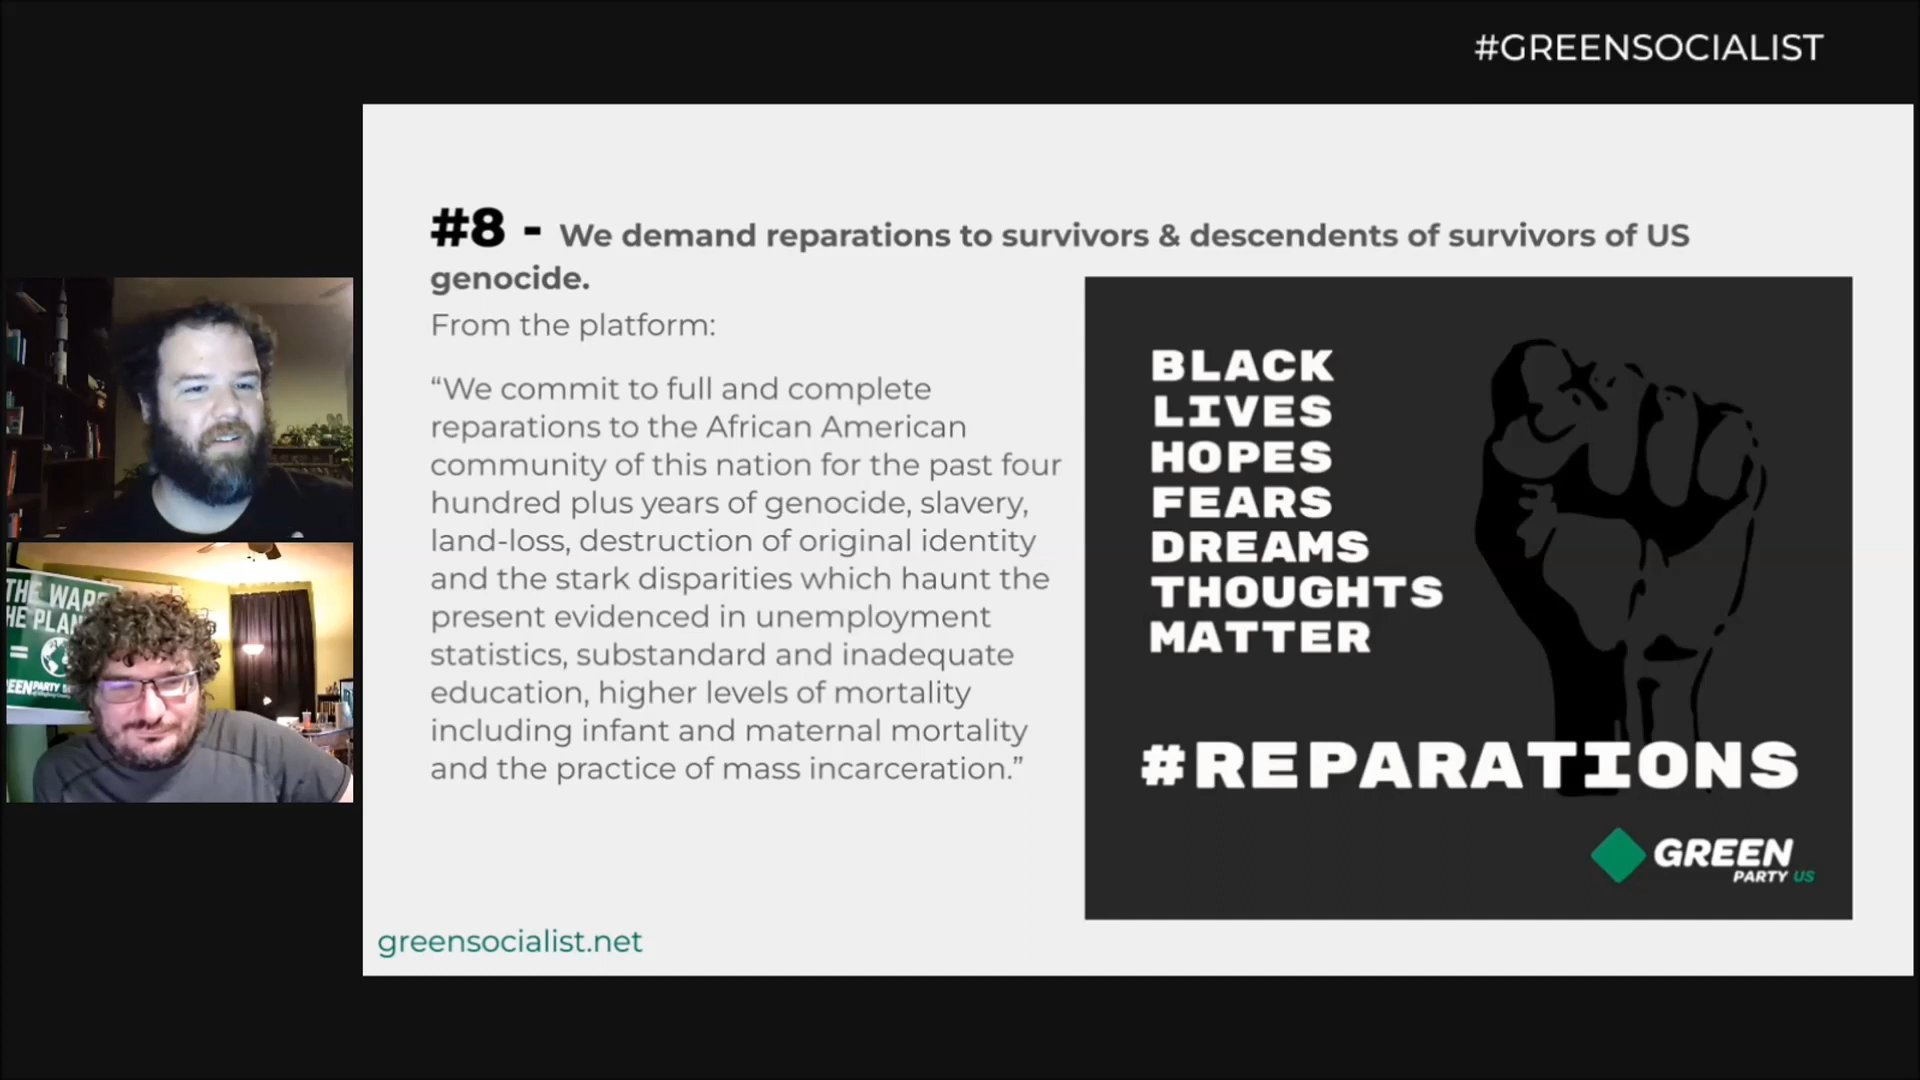 #GREENSOCIALIST
#8 - We demand reparations to survivors & descendents of survivors of US
genocide.
From the platform:
“We commit to full and complete
reparations to the African American
community of this nation for the past four
hundred plus years of genocide, slavery,
land-loss, destruction of original identity
and the stark disparities which haunt the
present evidenced in unemployment
statistics, substandard and inadequate
education, higher levels of mortality
including infant and maternal mortality
and the practice of mass incarceration.”
BLACK
LIVES
HOPES
FEARS
DREAMS
THOUGHTS
MATTER
#REPARATIONS
GREEN
PARTY US
greensocialist.net
THE WAR
HE PLAN
=